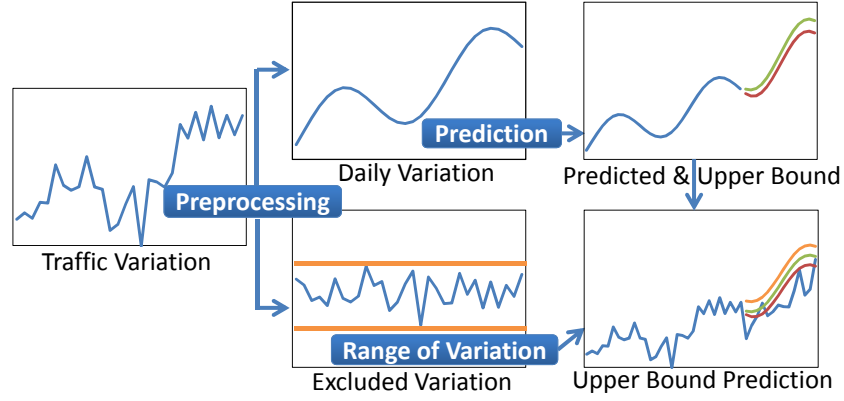 Traffic Variation
Preprocessing
Daily Variation
Prediction
Predicted & Upper Bound
Excluded Variation
Range of Variation
Upper Bound Prediction